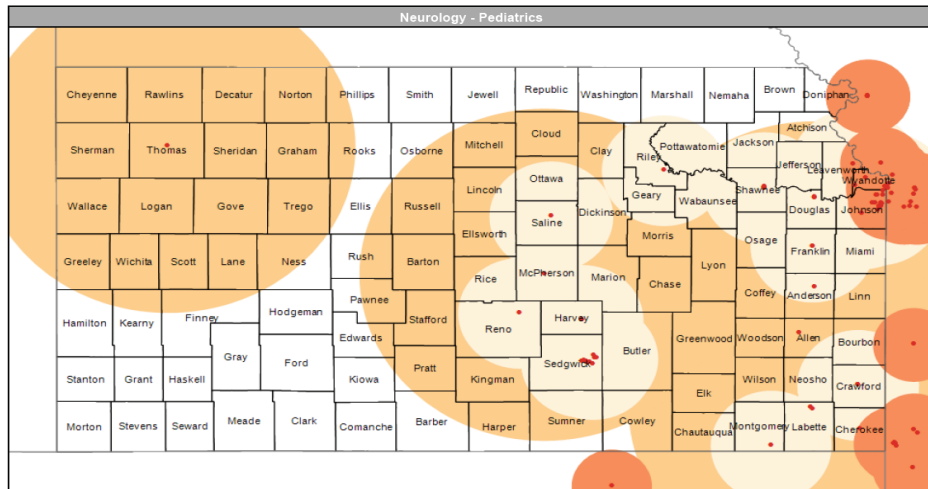 Neurology - Pediatrics
Cheyenne Rawlins Decatur Norton Phillips Smith Jewell Republic Washington Marshall Nemaha Brown Doniphan
Sherman Thomas Sheridan Graham Rooks Osborne Mitchell Cloud Clay Riley Pottawatomie Jackson Atchison
Jefferson Leavenworth Wyandotte
Wallace Logan Gove Trego Ellis Russell Lincoln Ottawa Saline Dickinson Geary Wabaunsee Shawnee Douglas Johnson
Greeley Wichita Scott Lane Ness Rush Barton Ellsworth Rice McPherson Marion Morris Chase Lyon Osage Franklin Miami
Hamilton Kearny Finney Hodgeman Pawnee Edwards Stafford Reno Harvey Butler Greenwood Coffey Anderson Linn
Woodson Allen Bourbon
Stanton Grant Haskell Gray Ford Kiowa Pratt Kingman Sedgwick Elk Wilson Neosho Crawford
Morton Stevens Seward Meade Clark Comanche Barber Harper Sumner Cowley Chautauqua Montgomery Labette Cherokee